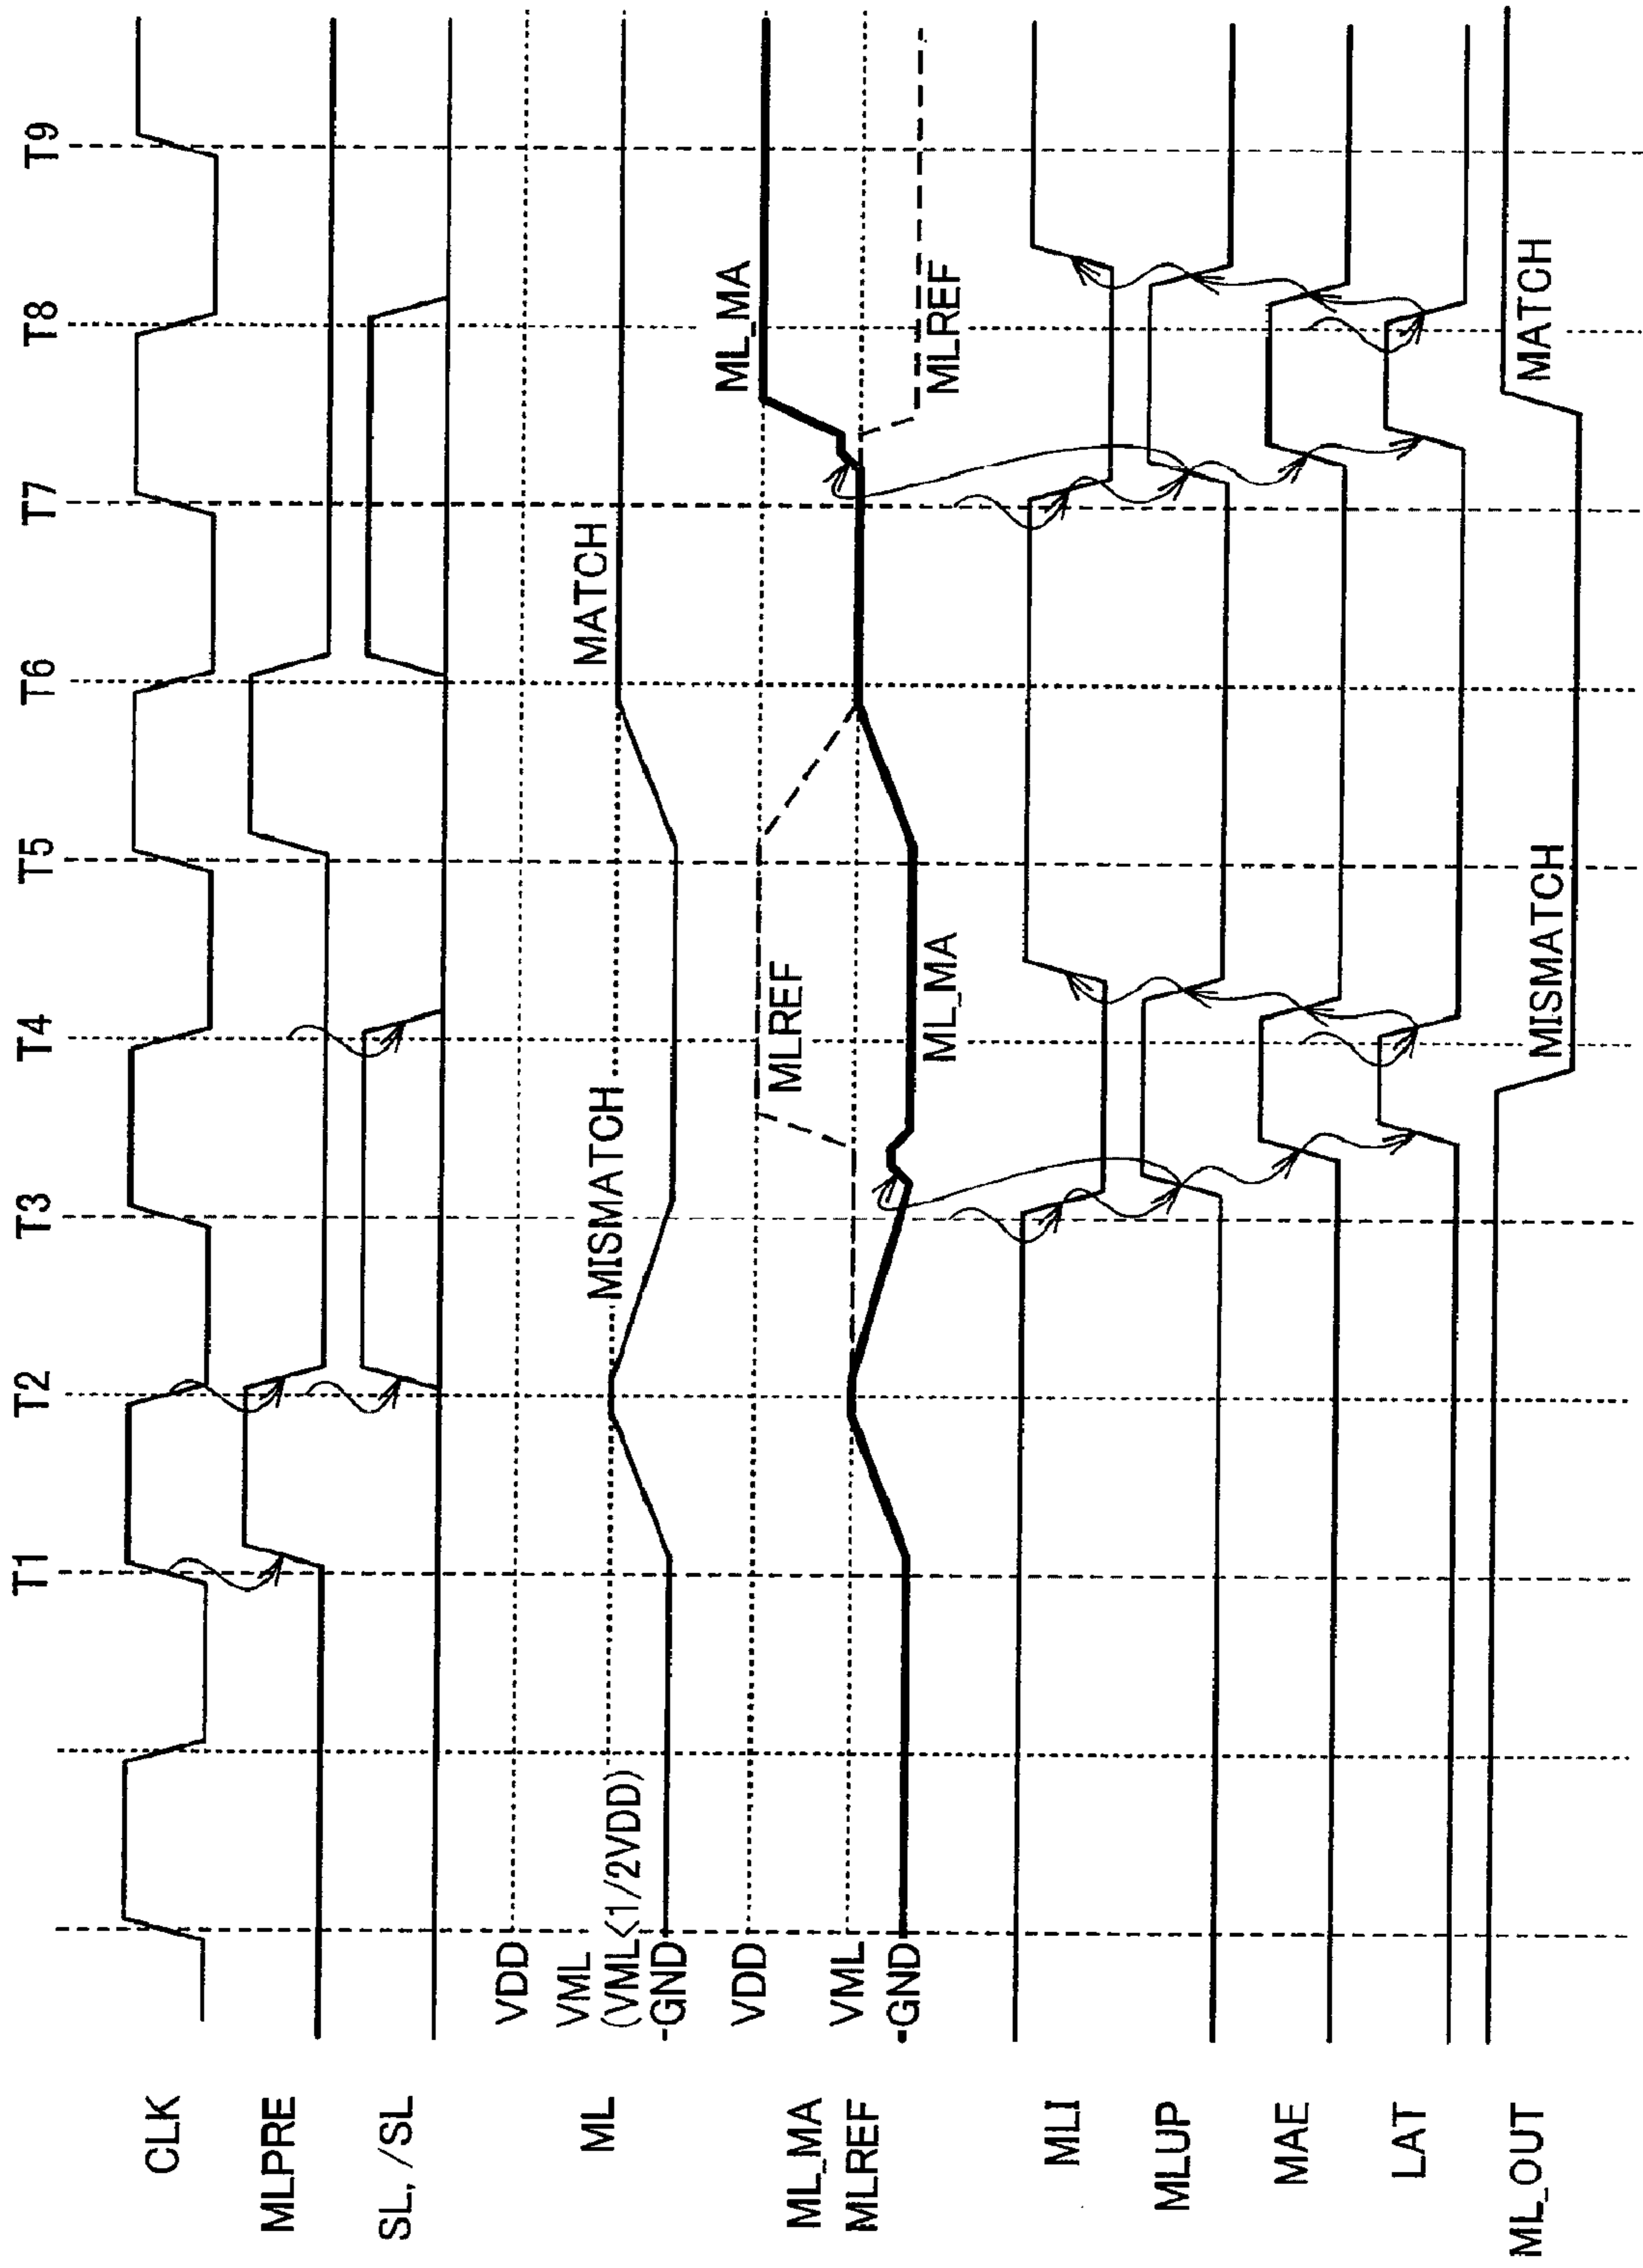 T1 T2 T3 T4 T5 T6 T7 T8 T9
CLK
MLPRE
SL, /SL
VDD
VML
(VML<1/2VDD)
GND
ML
MISMATCH
MATCH
VDD
VML
GND
ML_MA
MLREF
MLREF
ML_MA
ML_MA
MLREF
MLI
MLUP
MAE
LAT
ML_OUT
MISMATCH
MATCH